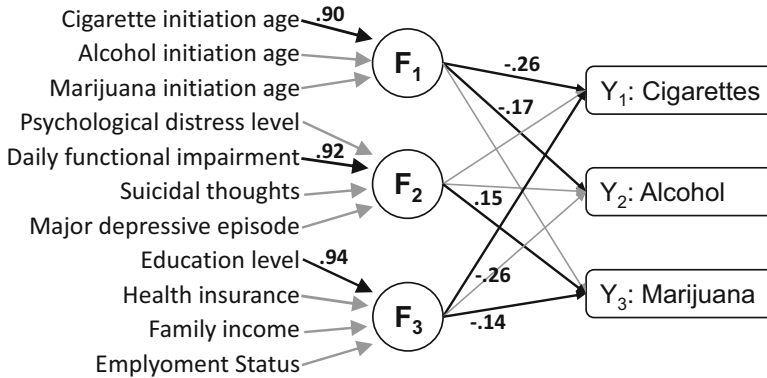 Cigarette initiation age
.90
Alcohol initiation age
Marijuana initiation age
F1
Psychological distress level
Daily functional impairment
.92
Suicidal thoughts
Major depressive episode
F2
Education level
.94
Health insurance
Family income
Emplyoment Status
F3
-.26
-.17
.15
-.26
-.14
Y1: Cigarettes
Y2: Alcohol
Y3: Marijuana